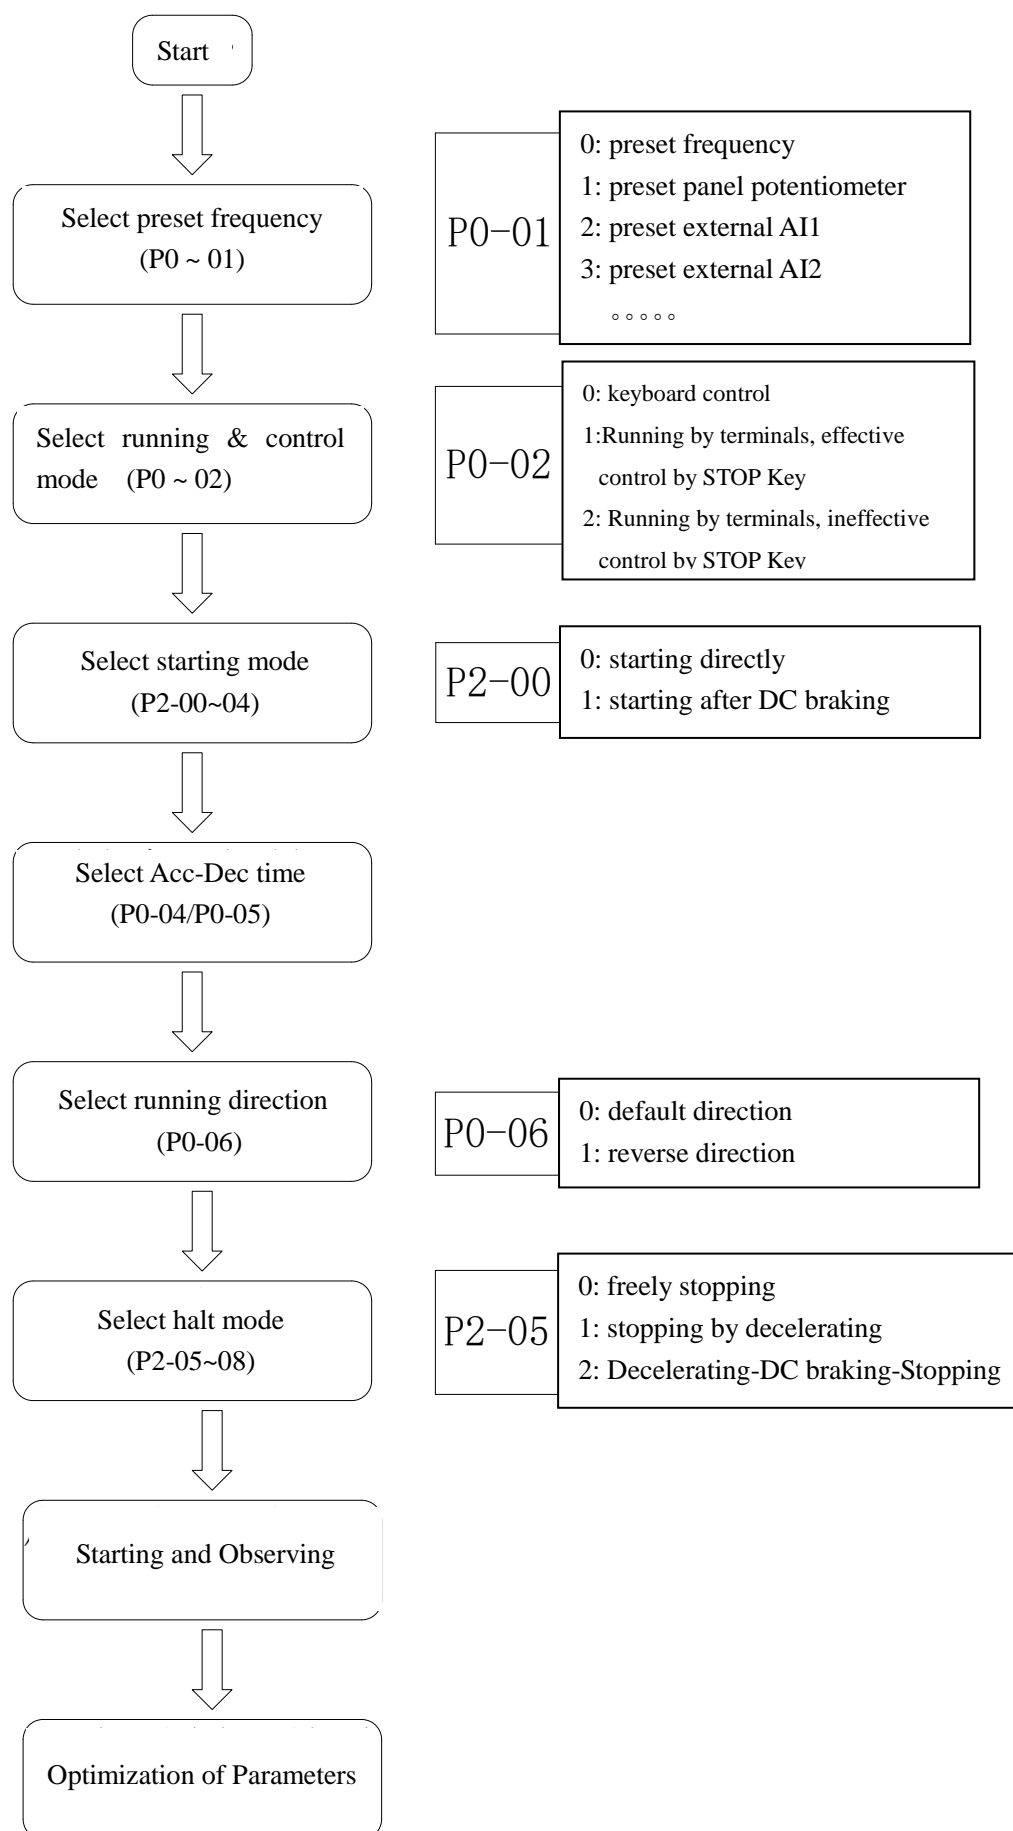 Start
Select preset frequency
(P0 ~ 01)
P0-01
0: preset frequency
1: preset panel potentiometer
2: preset external AI1
3: preset external AI2
。。。。。
Select running & control
mode (P0 ~ 02)
P0-02
0: keyboard control
1:Running by terminals, effective
control by STOP Key
2: Running by terminals, ineffective
control by STOP Key
Select starting mode
(P2-00~04)
P2-00
0: starting directly
1: starting after DC braking
Select Acc-Dec time
(P0-04/P0-05)
Select running direction
(P0-06)
P0-06
0: default direction
1: reverse direction
Select halt mode
(P2-05~08)
P2-05
0: freely stopping
1: stopping by decelerating
2: Decelerating-DC braking-Stopping
Starting and Observing
Optimization of Parameters